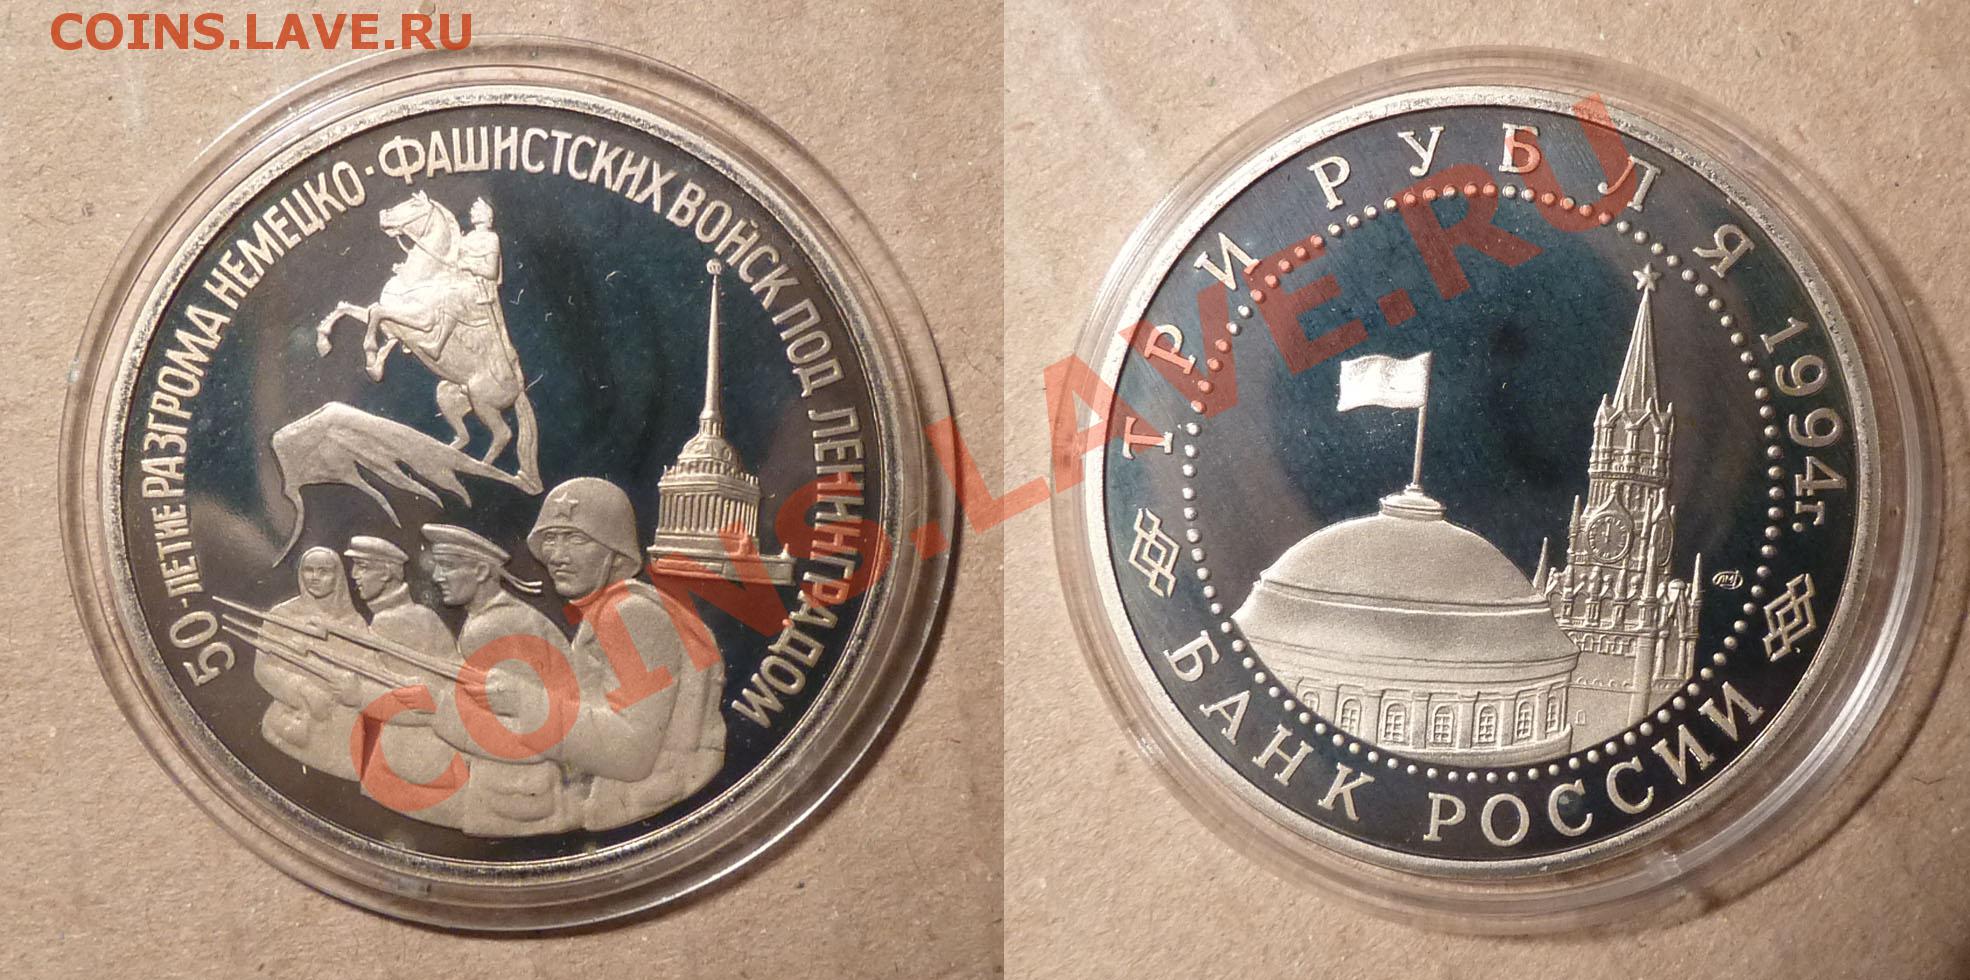 COINS.LAVE.RU
50-ЛЕТИЕ РАЗГРОМА НЕМЕЦКО-ФАШИСТСКИХ ВОЙСК ПОД ЛЕНИНГРАДОМ
ТРИ РУБЛЯ 1994г.
ЛМД
БАНК РОССИИ
COINS.LAVE.RU